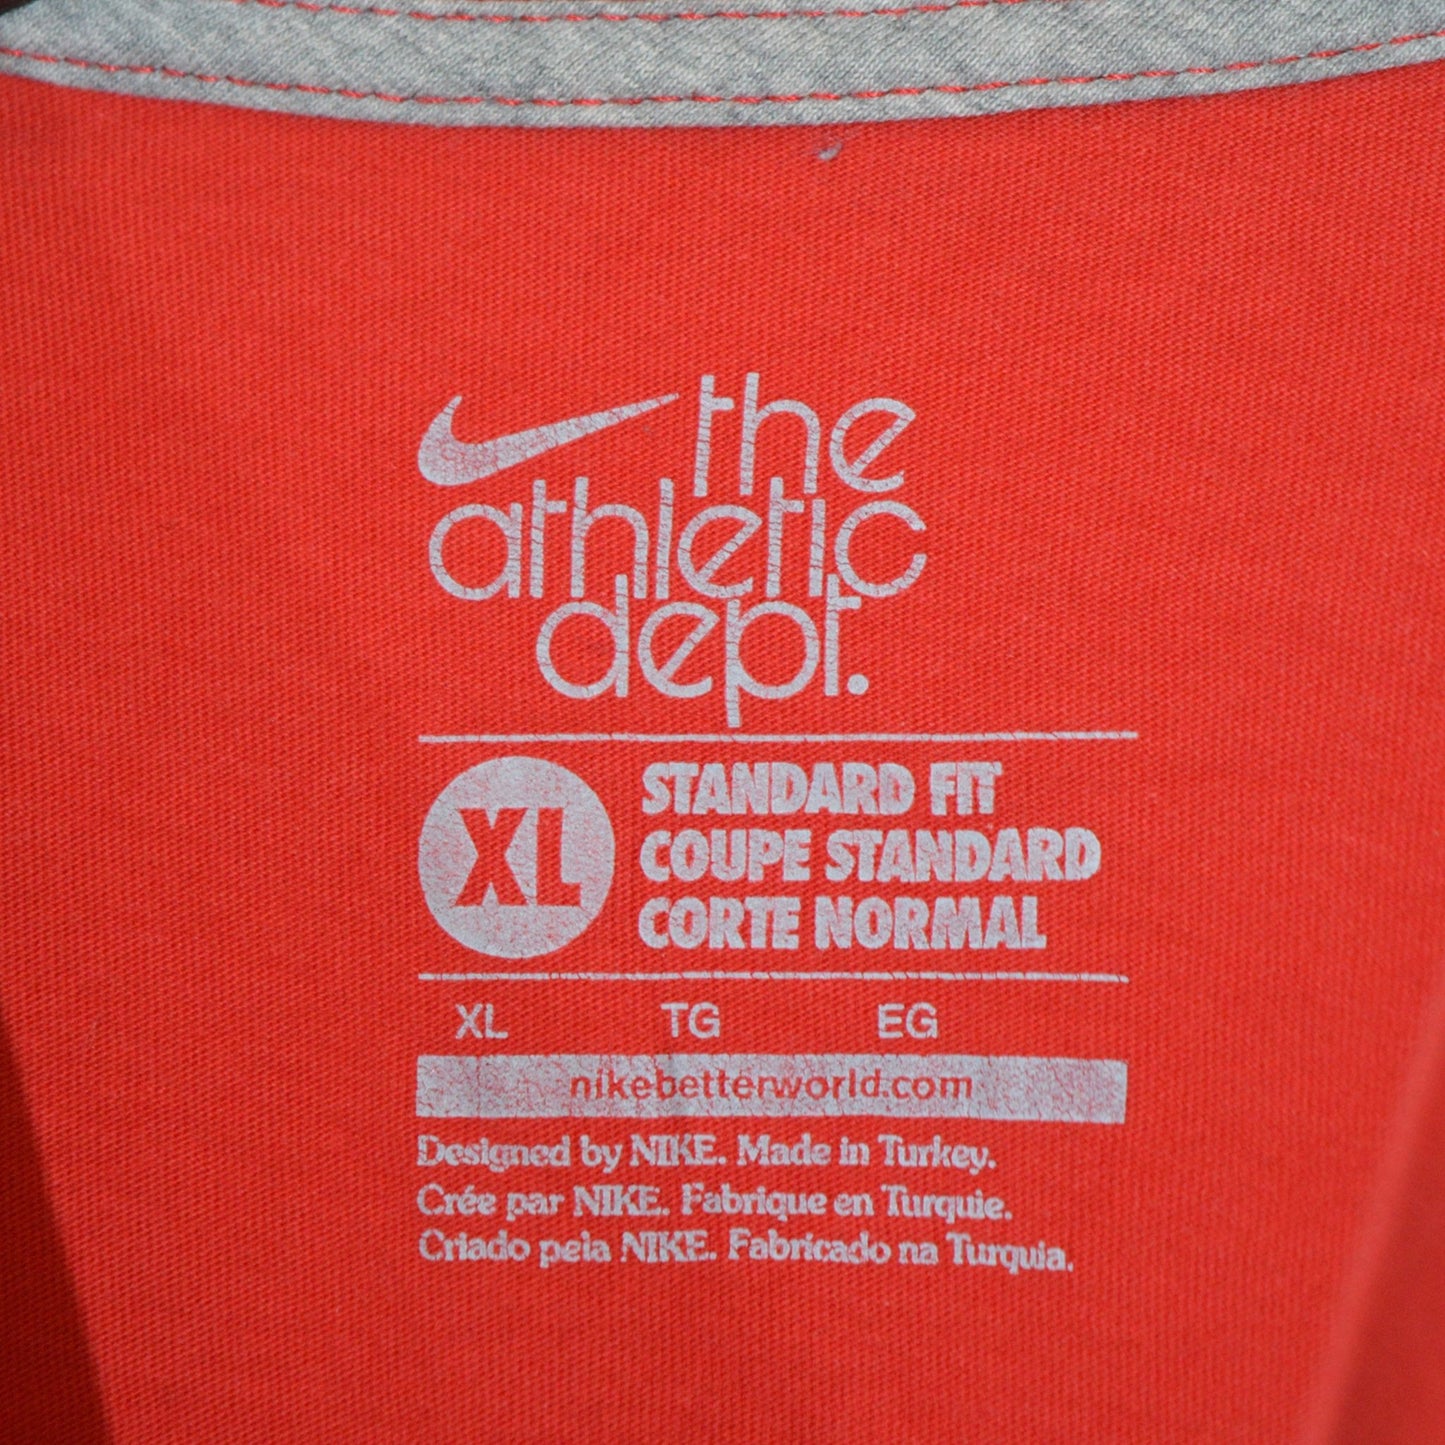 the
athletic
dept.
XL
STANDARD FIT
COUPE STANDARD
CORTE NORMAL
XL TG EG
nikebetterworld.com
Designed by NIKE. Made in Turkey.
Crée par NIKE. Fabrique en Turquie.
Criado pela NIKE. Fabricado na Turquia.